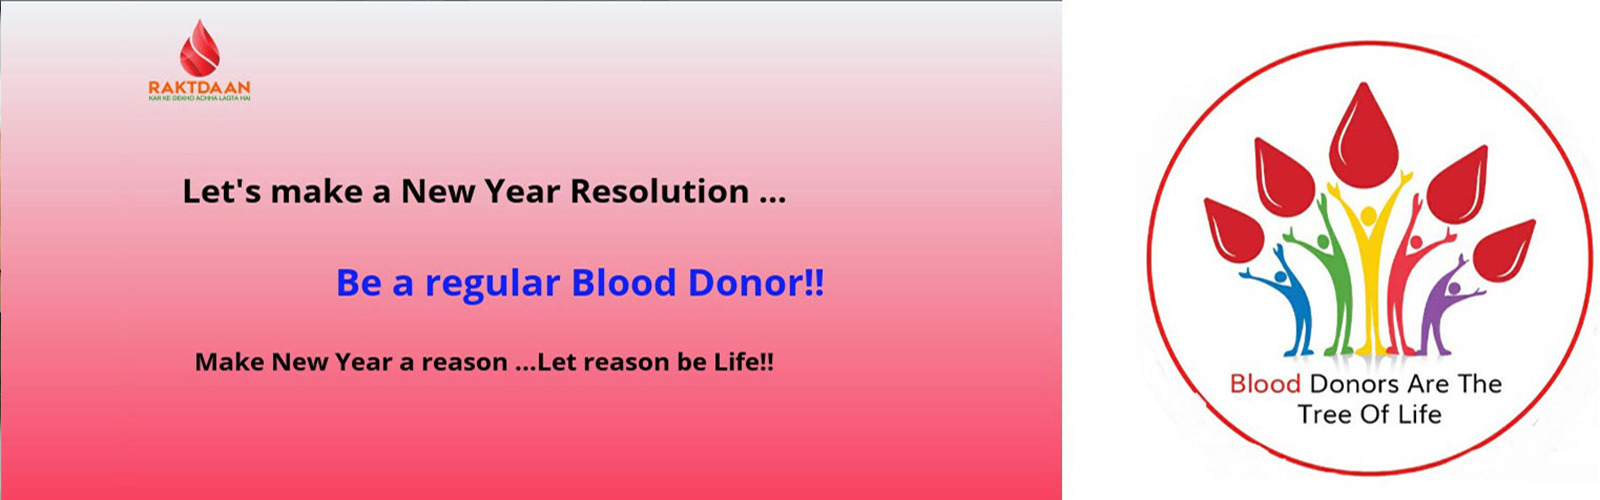 RAKTDAAN
KAR KE DEKHO ACHHA LAGTA HAI
Let's make a New Year Resolution ...
Be a regular Blood Donor!!
Make New Year a reason ...Let reason be Life!!
Blood Donors Are The
Tree Of Life